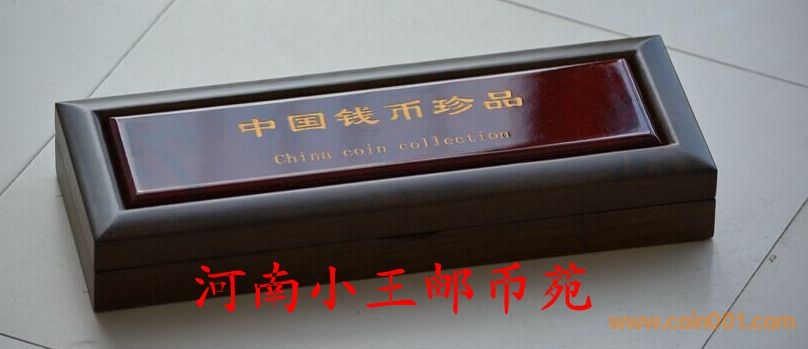 中国钱币珍品
China coin collection
河南小王邮币苑
www.coin001.com